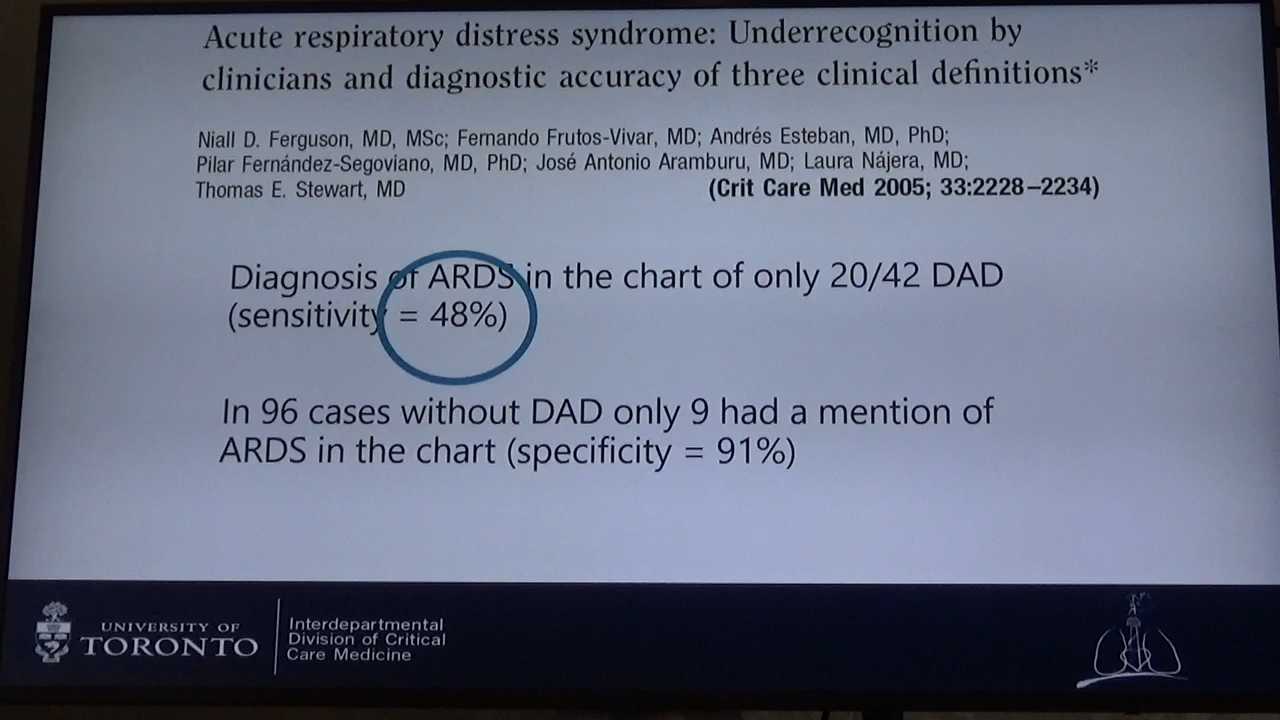 Acute respiratory distress syndrome: Underrecognition by
clinicians and diagnostic accuracy of three clinical definitions*
Niall D. Ferguson, MD, MSc; Fernando Frutos-Vivar, MD; Andrés Esteban, MD, PhD;
Pilar Fernández-Segoviano, MD, PhD; José Antonio Aramburu, MD; Laura Nájera, MD;
Thomas E. Stewart, MD (Crit Care Med 2005; 33:2228–2234)
Diagnosis of ARDS in the chart of only 20/42 DAD
(sensitivity = 48%)
In 96 cases without DAD only 9 had a mention of
ARDS in the chart (specificity = 91%)
UNIVERSITY OF
TORONTO
Interdepartmental
Division of Critical
Care Medicine